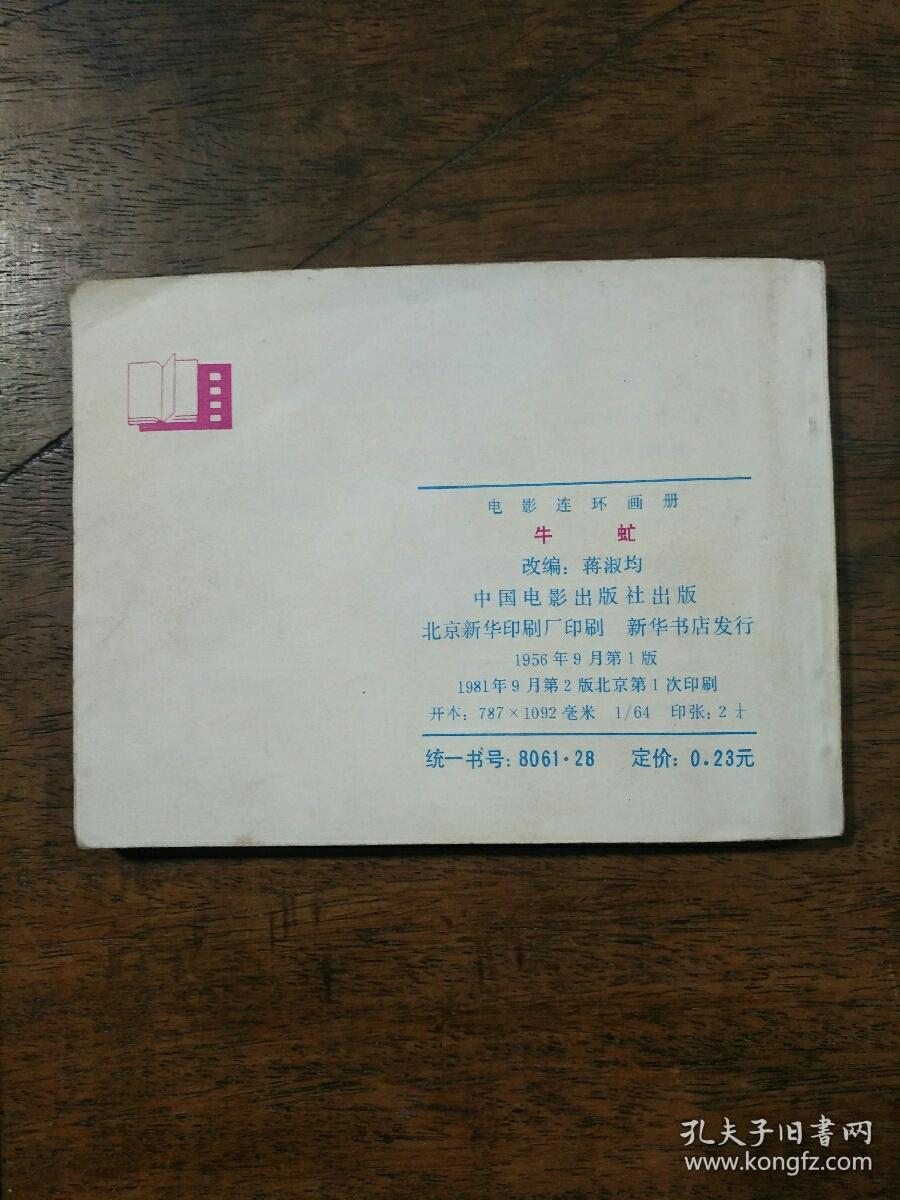 电影连环画册
牛虻
改编：蒋淑均
中国电影出版社出版
北京新华印刷厂印刷 新华书店发行
1956年9月第1版
1981年9月第2版北京第1次印刷
开本：787×1092毫米 1/64 印张：2¼
统一书号：8061·28 定价：0.23元
孔夫子旧书网
www.kongfz.com